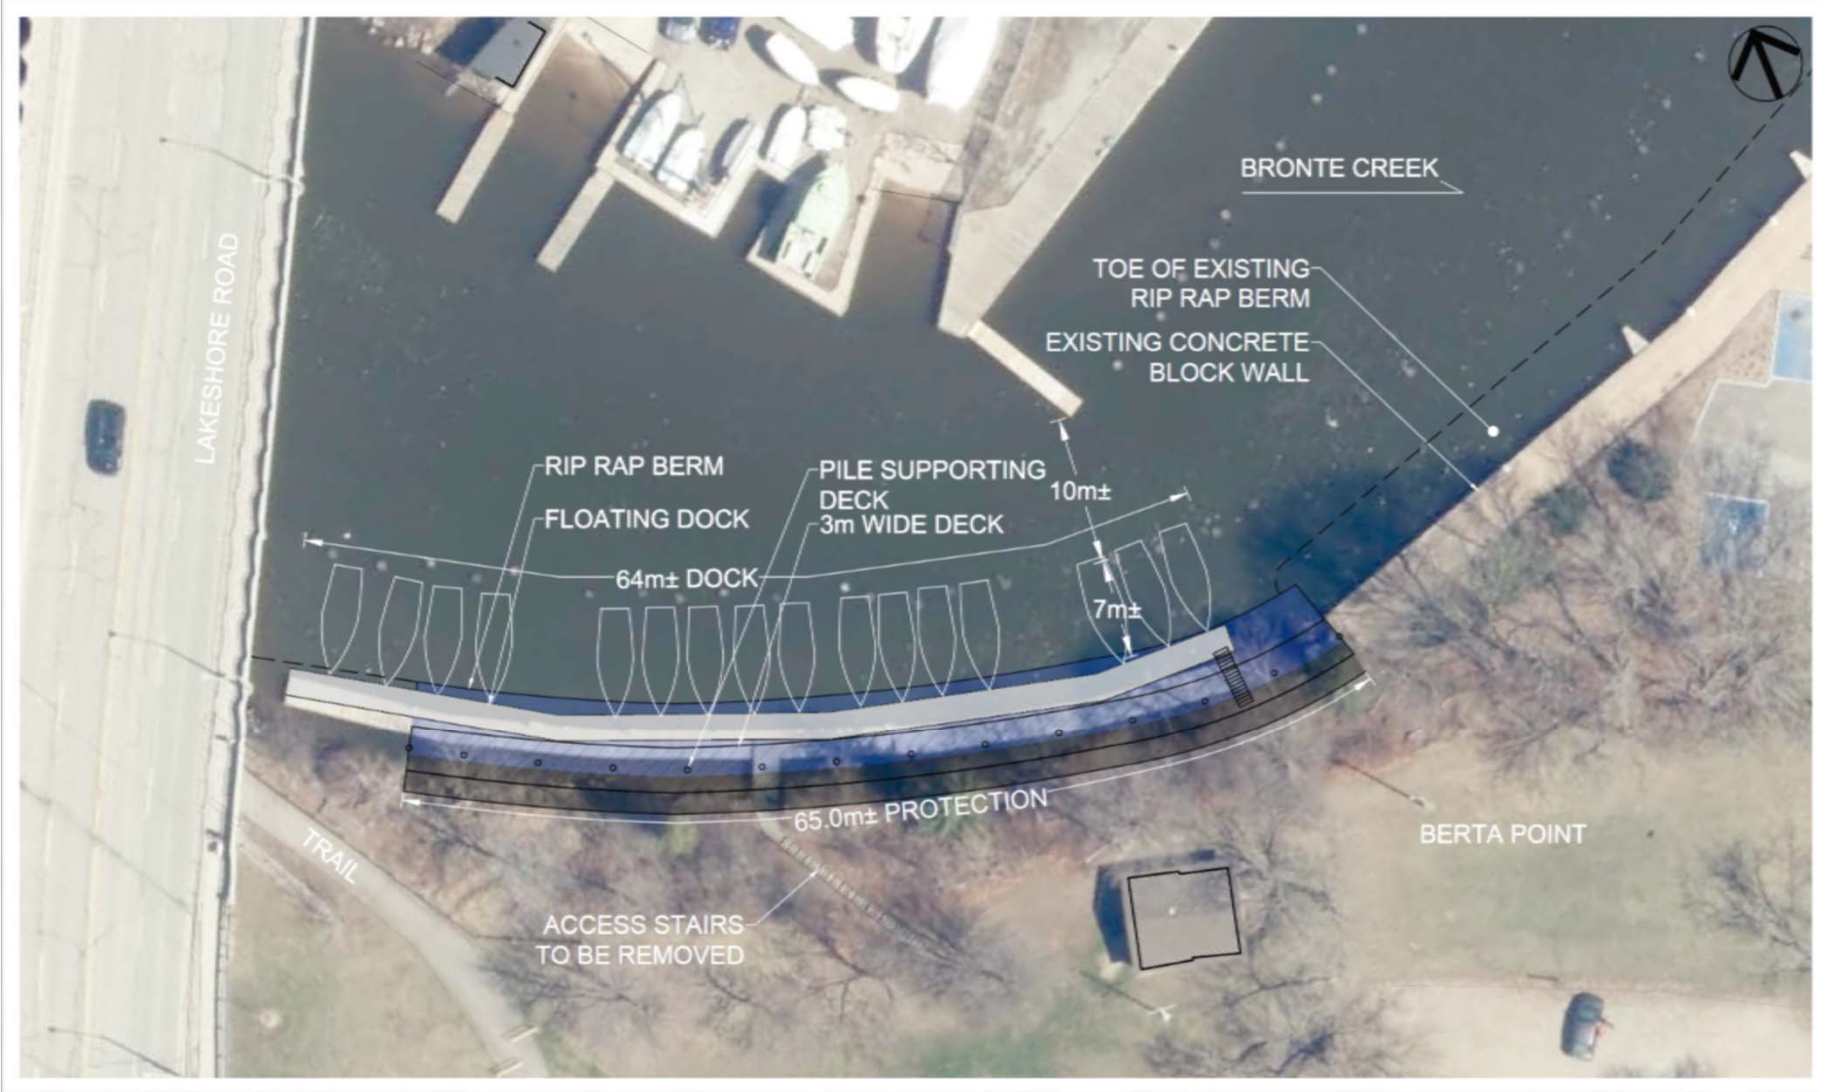 BRONTE CREEK
TOE OF EXISTING
RIP RAP BERM
EXISTING CONCRETE
BLOCK WALL
LAKESHORE ROAD
RIP RAP BERM
FLOATING DOCK
PILE SUPPORTING
DECK
3m WIDE DECK
10m±
64m± DOCK
7m±
65.0m± PROTECTION
BERTA POINT
TRAIL
ACCESS STAIRS
TO BE REMOVED